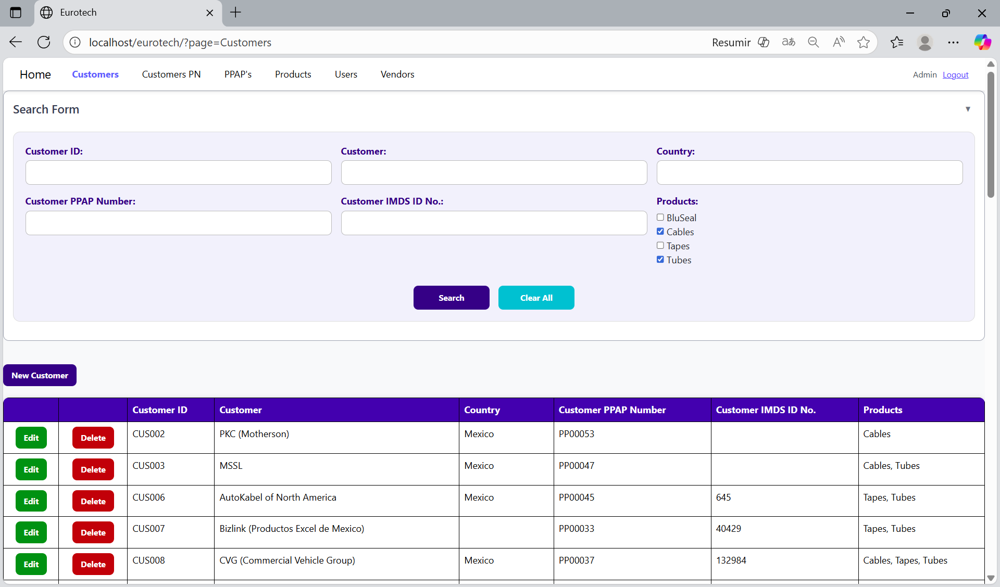 Eurotech
localhost/eurotech/?page=Customers
Resumir
Home Customers Customers PN PPAP's Products Users Vendors Admin Logout
Search Form
Customer ID: Customer: Country:
Customer PPAP Number: Customer IMDS ID No.: Products:
BluSeal
Cables
Tapes
Tubes
Search Clear All
New Customer
Customer ID Customer Country Customer PPAP Number Customer IMDS ID No. Products
Edit Delete CUS002 PKC (Motherson) Mexico PP00053 Cables
Edit Delete CUS003 MSSL Mexico PP00047 Cables, Tubes
Edit Delete CUS006 AutoKabel of North America Mexico PP00045 645 Tapes, Tubes
Edit Delete CUS007 Bizlink (Productos Excel de Mexico) PP00033 40429 Tapes, Tubes
Edit Delete CUS008 CVG (Commercial Vehicle Group) Mexico PP00037 132984 Cables, Tapes, Tubes